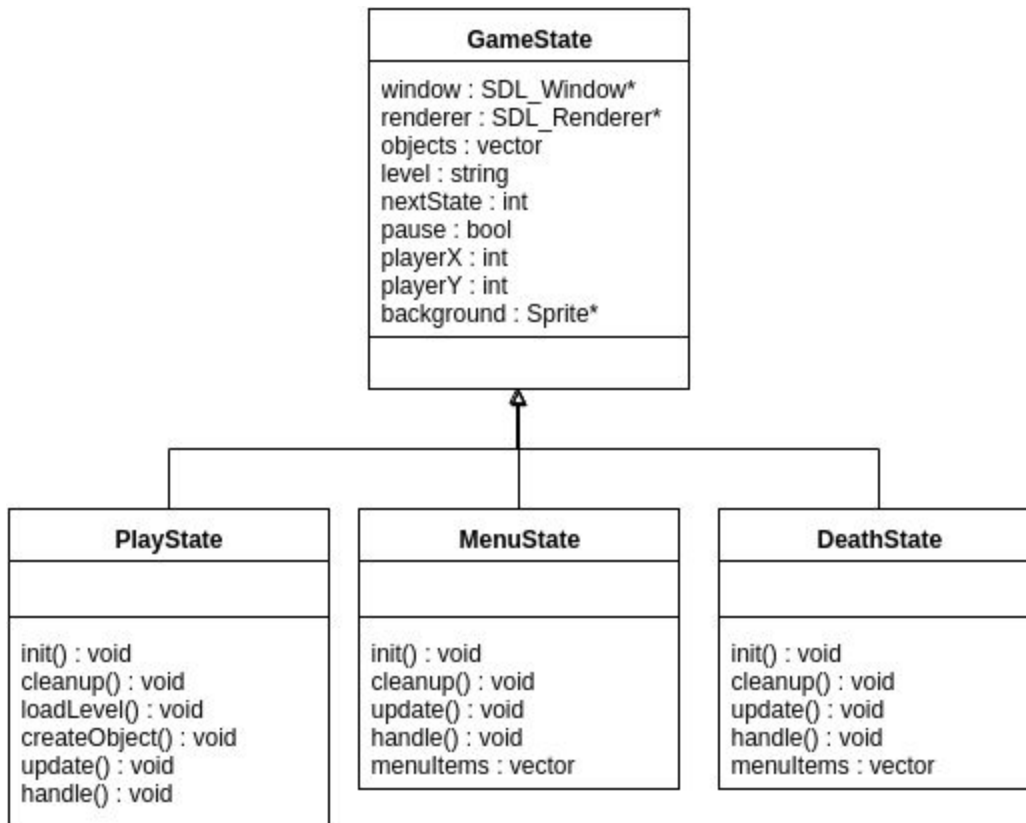 GameState
window : SDL_Window*
renderer : SDL_Renderer*
objects : vector
level : string
nextState : int
pause : bool
playerX : int
playerY : int
background : Sprite*
PlayState
init() : void
cleanup() : void
loadLevel() : void
createObject() : void
update() : void
handle() : void
MenuState
init() : void
cleanup() : void
update() : void
handle() : void
menuItems : vector
DeathState
init() : void
cleanup() : void
update() : void
handle() : void
menuItems : vector